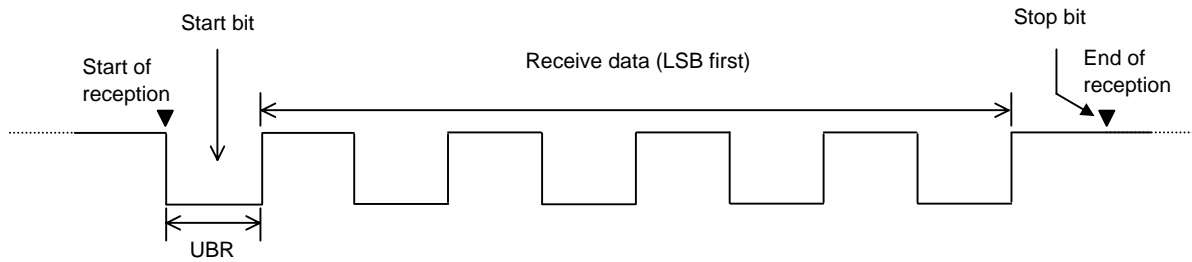 Start bit
Stop bit
Start of
reception
Receive data (LSB first)
End of
reception
UBR